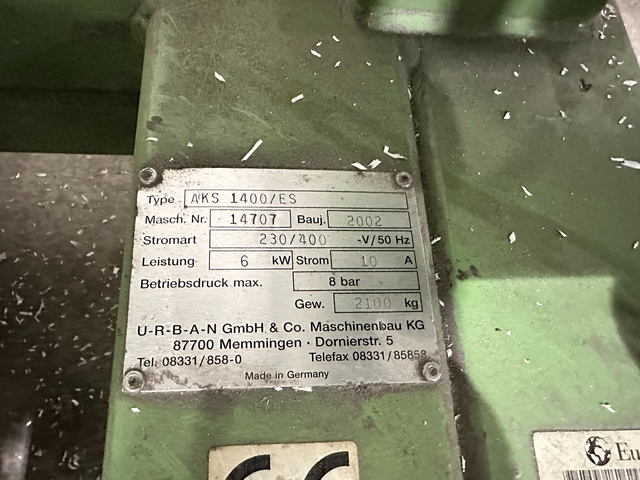 Type AKS 1400/ES
Masch. Nr. 14707 Bauj. 2002
Stromart 230/400 -V/50 Hz
Leistung 6 kW Strom 10 A
Betriebsdruck max. 8 bar
Gew. 2100 kg
U-R-B-A-N GmbH & Co. Maschinenbau KG
87700 Memmingen · Dornierstr. 5
Tel. 08331/858-0 Telefax 08331/85858
Made in Germany
CE
Eu